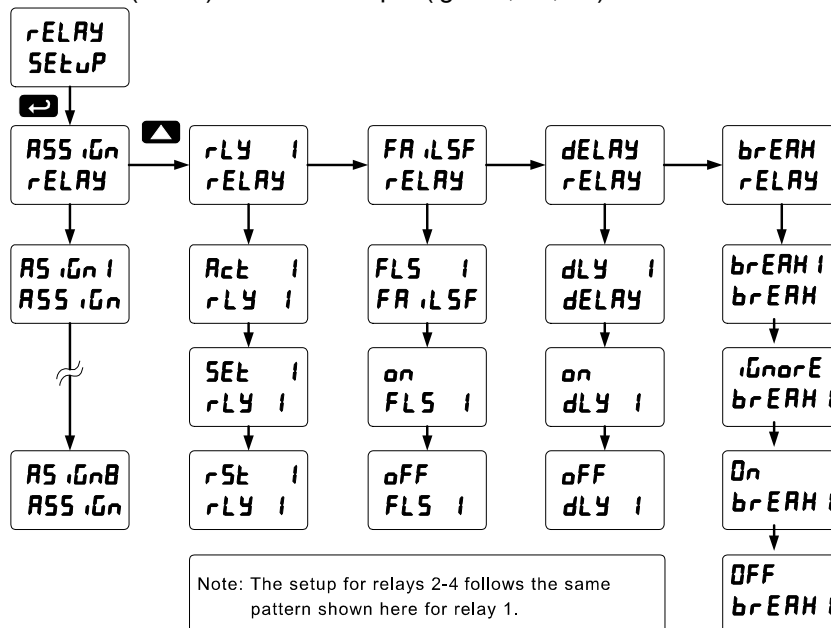 rELAY
SEtuP
ASSiGn
rELAY
rLY 1
rELAY
FAiLSF
rELAY
dELAY
rELAY
brEAK
rELAY
ASiGn1
ASSiGn
Act 1
rLY 1
FLS 1
FAiLSF
dLY 1
dELAY
brEAK1
brEAK
SEt 1
rLY 1
on
FLS 1
on
dLY 1
iGnorE
brEAK1
ASiGn8
ASSiGn
rSt 1
rLY 1
oFF
FLS 1
oFF
dLY 1
On
brEAK1
OFF
brEAK1
Note: The setup for relays 2-4 follows the same
pattern shown here for relay 1.